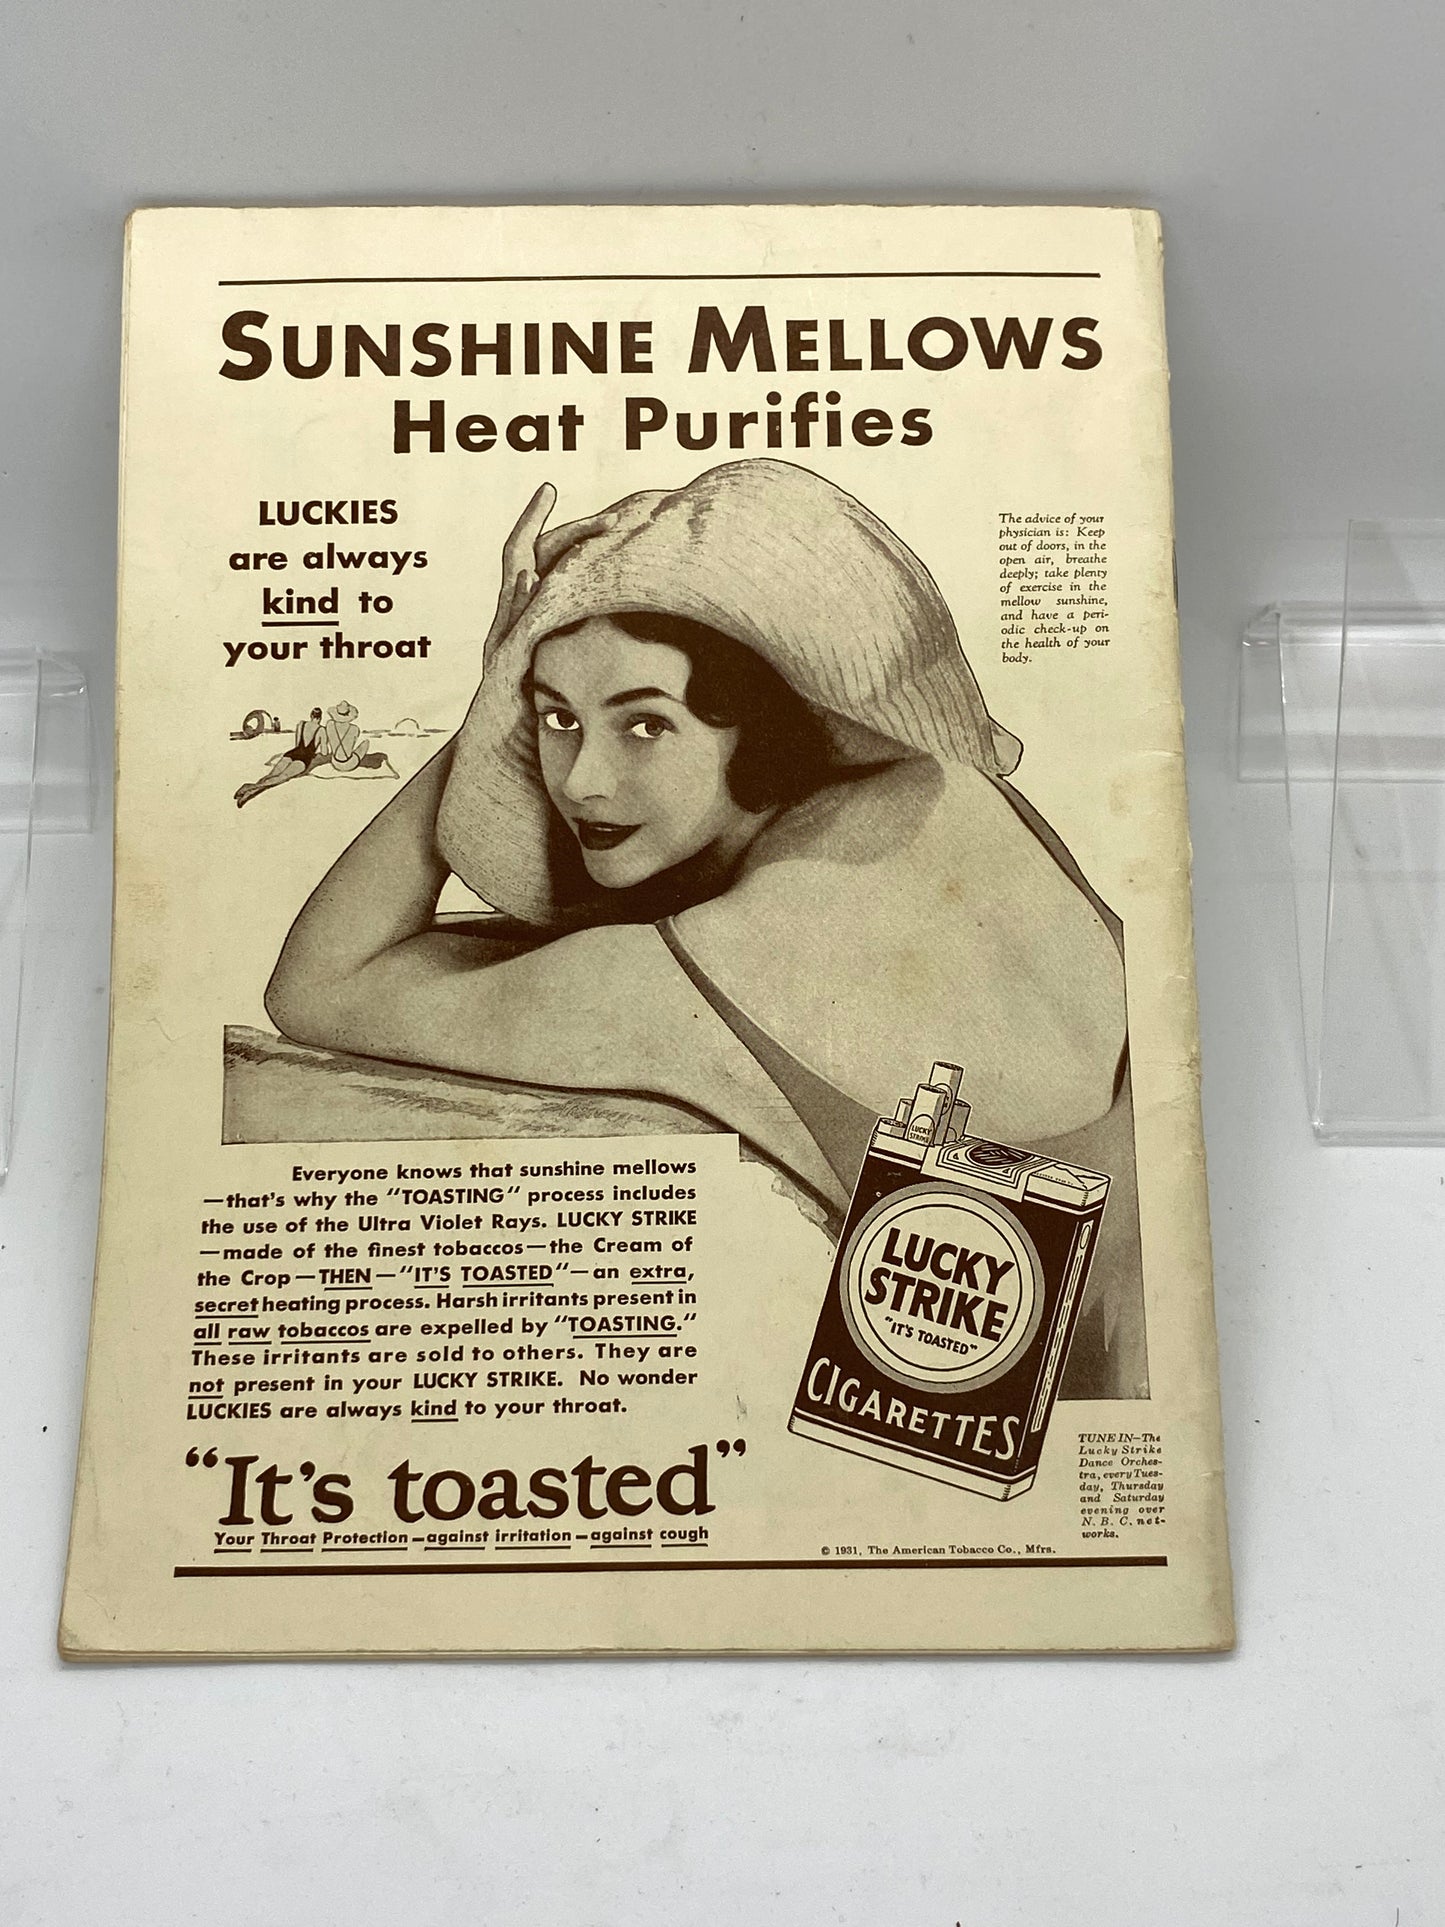 SUNSHINE MELLOWS
Heat Purifies
LUCKIES
are always
kind to
your throat
The advice of your
physician is: Keep
out of doors, in the
open air, breathe
deeply; take plenty
of exercise in the
mellow sunshine,
and have a peri-
odic check-up on
the health of your
body.
Everyone knows that sunshine mellows
—that's why the "TOASTING" process includes
the use of the Ultra Violet Rays. LUCKY STRIKE
—made of the finest tobaccos—the Cream of
the Crop—THEN—"IT'S TOASTED"—an extra,
secret heating process. Harsh irritants present in
all raw tobaccos are expelled by "TOASTING."
These irritants are sold to others. They are
not present in your LUCKY STRIKE. No wonder
LUCKIES are always kind to your throat.
LUCKY
STRIKE
LUCKY
STRIKE
"IT'S TOASTED"
CIGARETTES
"It's toasted"
Your Throat Protection—against irritation—against cough
TUNE IN—The
Lucky Strike
Dance Orches-
tra, every Tues-
day, Thursday
and Saturday
evening over
N. B. C. net-
works.
© 1931, The American Tobacco Co., Mfrs.